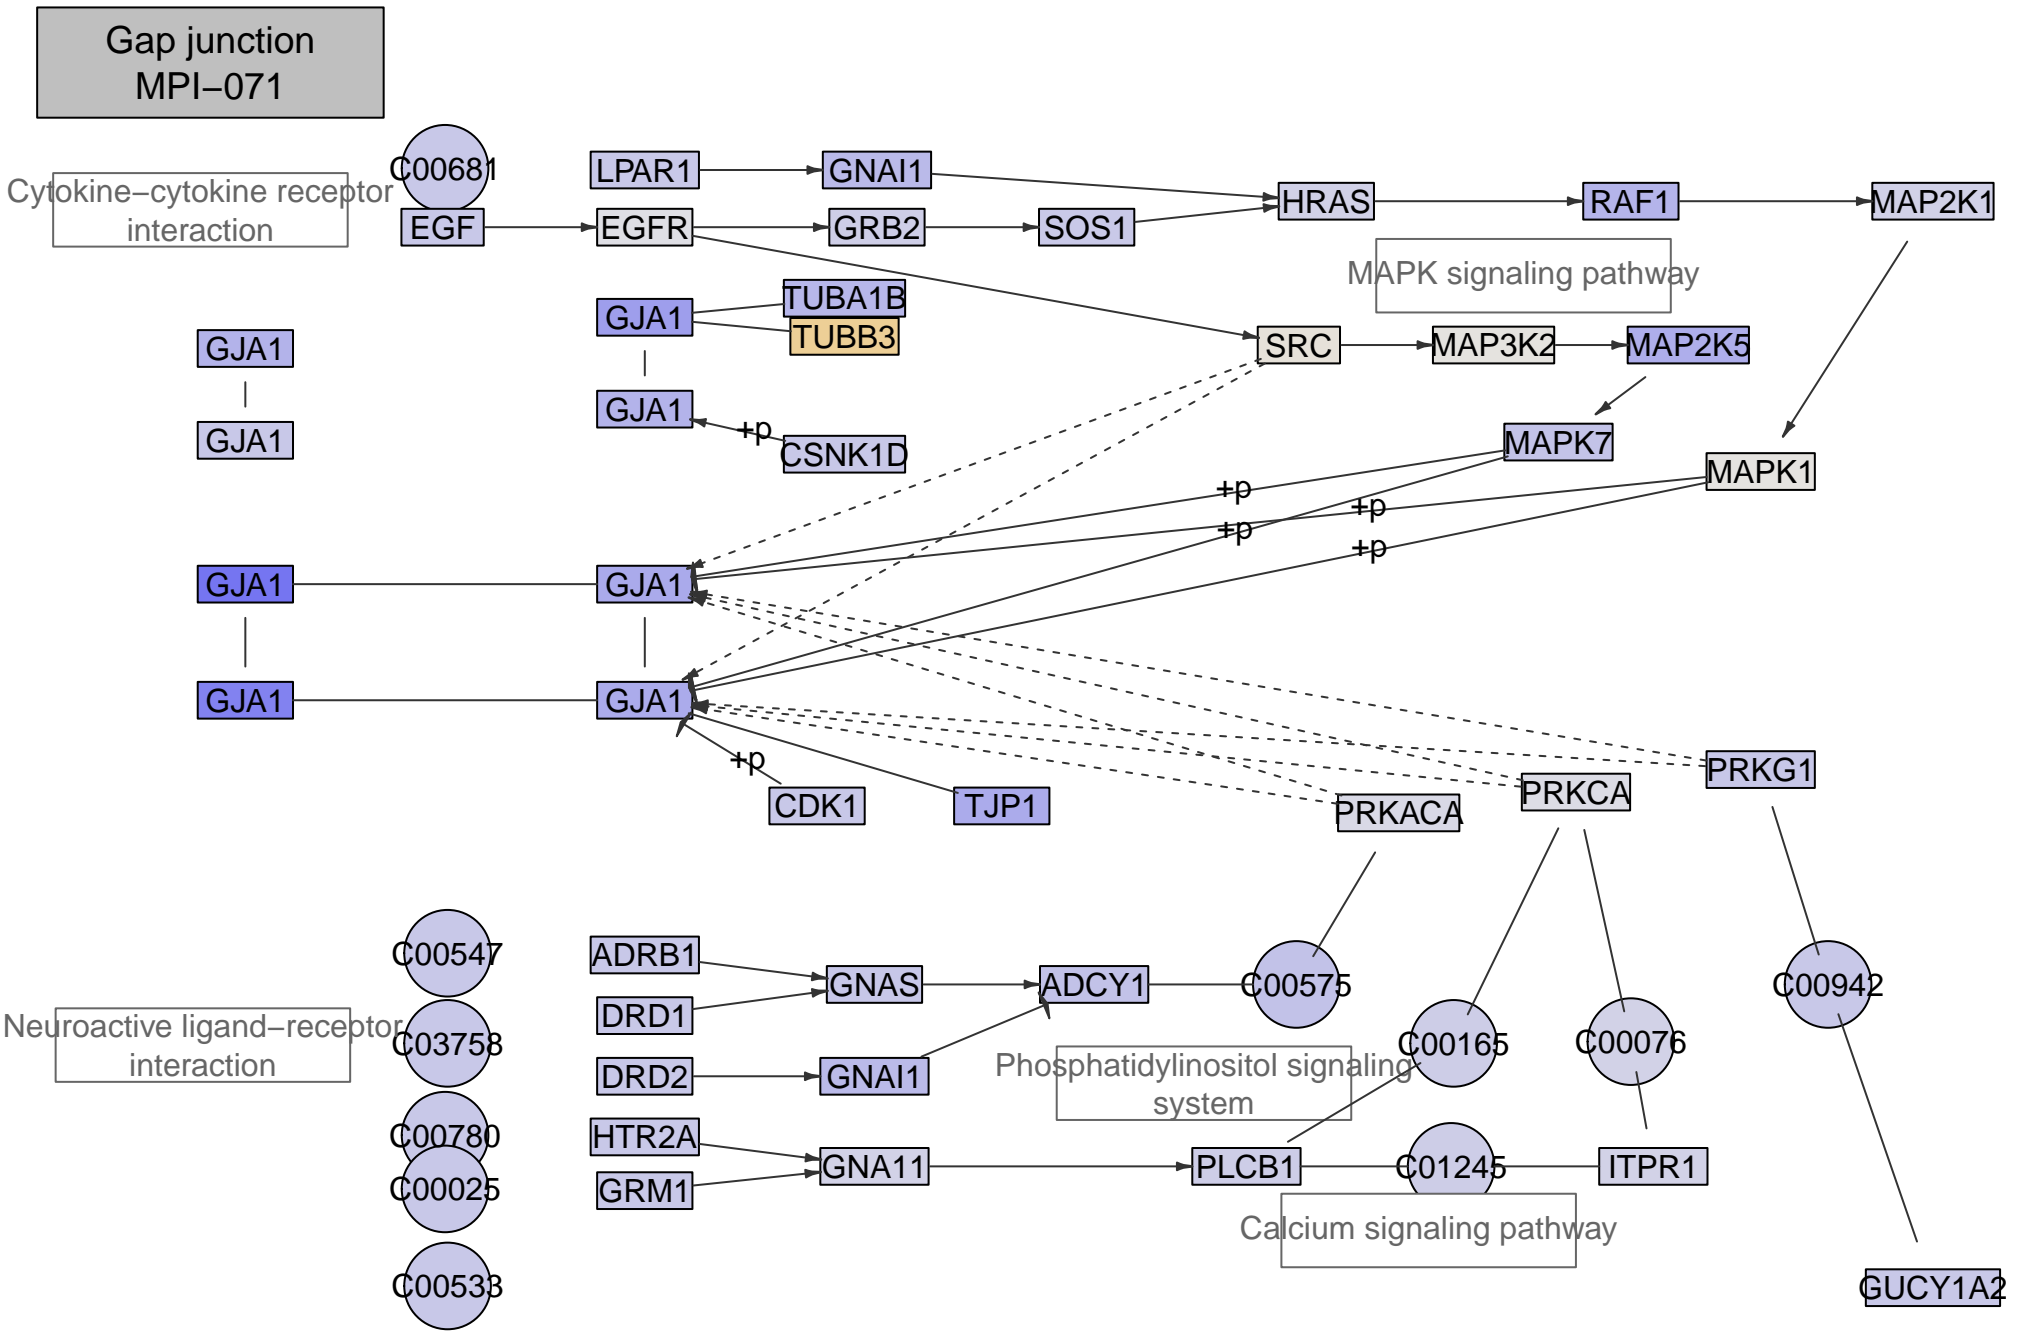 Gap junction
MPI−071
C00681
LPAR1
GNAI1
Cytokine−cytokine receptor
interaction
HRAS
RAF1
MAP2K1
EGF
EGFR
GRB2
SOS1
MAPK signaling pathway
TUBA1B
GJA1
TUBB3
GJA1
SRC
MAP3K2
MAP2K5
GJA1
+p
GJA1
CSNK1D
MAPK7
MAPK1
+p
+p
+p
+p
GJA1
GJA1
GJA1
GJA1
+p
CDK1
TJP1
PRKACA
PRKCA
PRKG1
C00547
ADRB1
GNAS
ADCY1
C00575
C00942
DRD1
Neuroactive ligand−receptor
interaction
C03758
C00165
C00076
DRD2
GNAI1
Phosphatidylinositol signaling
system
C00780
HTR2A
GNA11
PLCB1
C01245
ITPR1
C00025
GRM1
Calcium signaling pathway
C00533
GUCY1A2